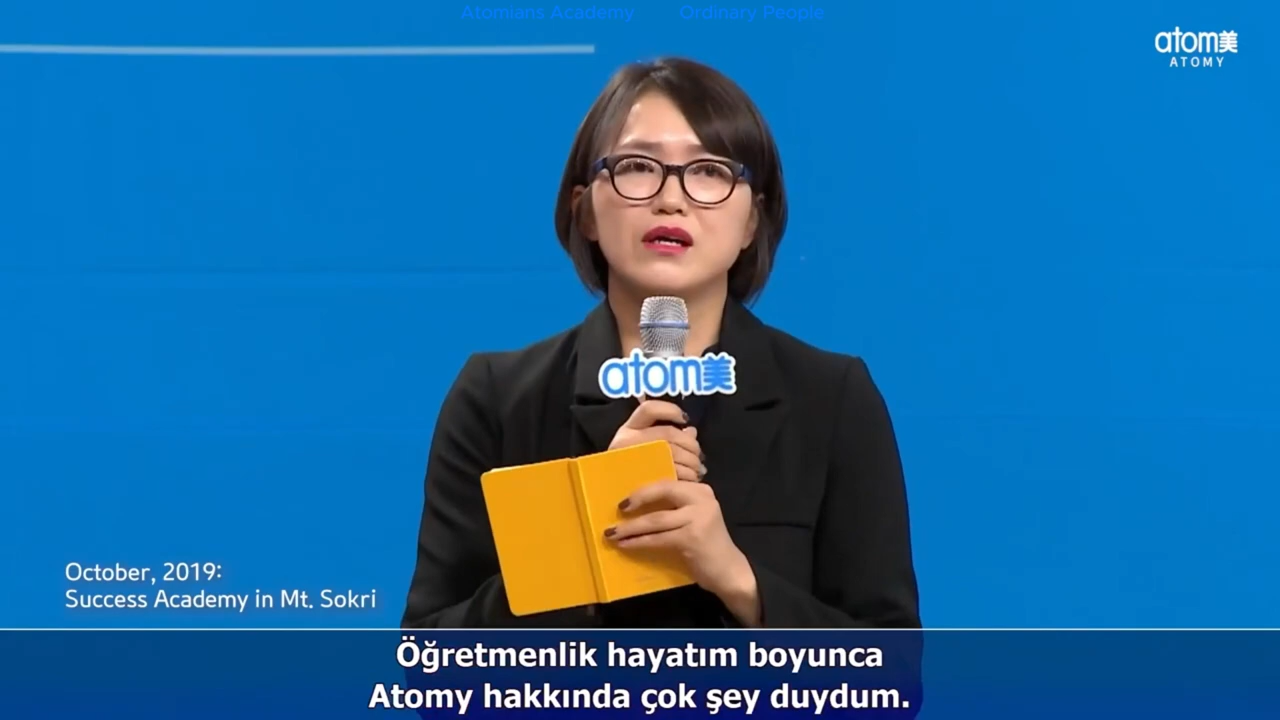 Atomians Academy Ordinary People
atom美
ATOMY
atom美
October, 2019:
Success Academy in Mt. Sokri
Öğretmenlik hayatım boyunca
Atomy hakkında çok şey duydum.